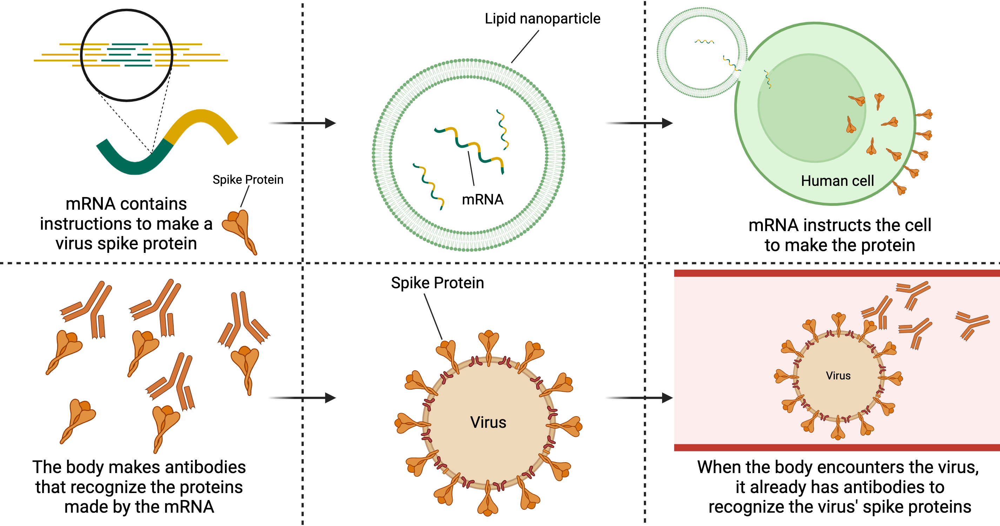 Spike Protein
mRNA contains
instructions to make a
virus spike protein
Lipid nanoparticle
mRNA
Human cell
mRNA instructs the cell
to make the protein
The body makes antibodies
that recognize the proteins
made by the mRNA
Spike Protein
Virus
Virus
When the body encounters the virus,
it already has antibodies to
recognize the virus' spike proteins